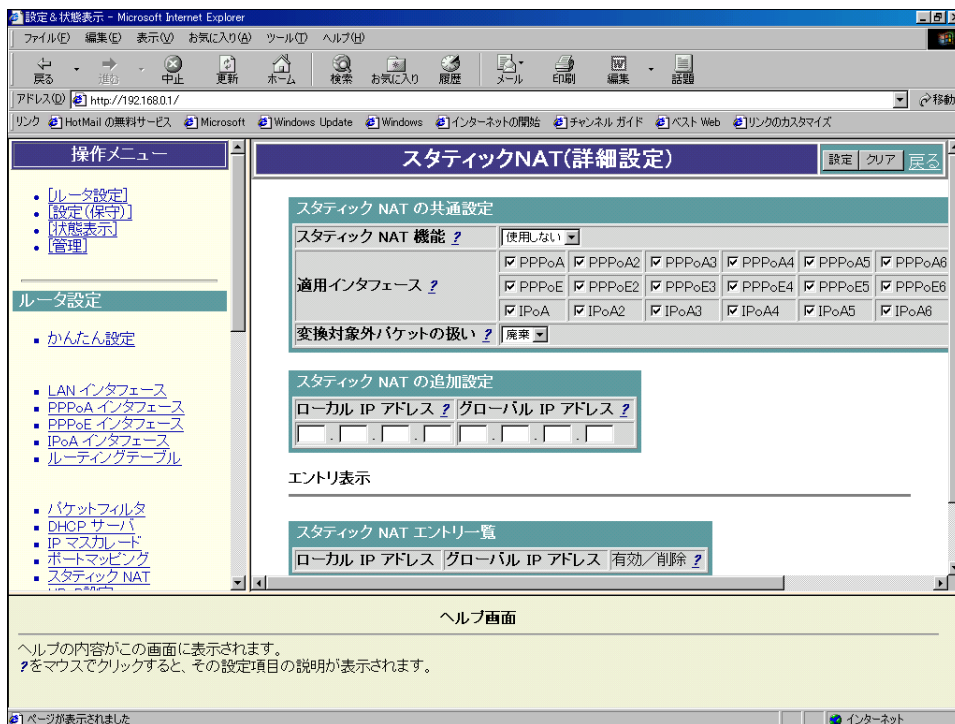 設定＆状態表示 - Microsoft Internet Explorer
ファイル(F) 編集(E) 表示(V) お気に入り(A) ツール(T) ヘルプ(H)
戻る 進む 中止 更新 ホーム 検索 お気に入り 履歴 メール 印刷 編集 話題
アドレス(D) http://192.168.0.1/ 移動
リンク HotMail の無料サービス Microsoft Windows Update Windows インターネットの開始 チャンネル ガイド ベスト Web リンクのカスタマイズ
操作メニュー
[ルータ設定]
[設定(保守)]
[状態表示]
[管理]
ルータ設定
かんたん設定
LAN インタフェース
PPPoA インタフェース
PPPoE インタフェース
IPoA インタフェース
ルーティングテーブル
パケットフィルタ
DHCP サーバ
IP マスカレード
ポートマッピング
スタティック NAT
スタティックNAT(詳細設定) 設定 クリア 戻る
スタティック NAT の共通設定
スタティック NAT 機能 ? 使用しない
適用インタフェース ?
PPPoA PPPoA2 PPPoA3 PPPoA4 PPPoA5 PPPoA6
PPPoE PPPoE2 PPPoE3 PPPoE4 PPPoE5 PPPoE6
IPoA IPoA2 IPoA3 IPoA4 IPoA5 IPoA6
変換対象外パケットの扱い ? 廃棄
スタティック NAT の追加設定
ローカル IP アドレス ? グローバル IP アドレス ?
. . . . . .
エントリ表示
スタティック NAT エントリ一覧
ローカル IP アドレス グローバル IP アドレス 有効／削除 ?
ヘルプ画面
ヘルプの内容がこの画面に表示されます。
?をマウスでクリックすると、その設定項目の説明が表示されます。
ページが表示されました インターネット